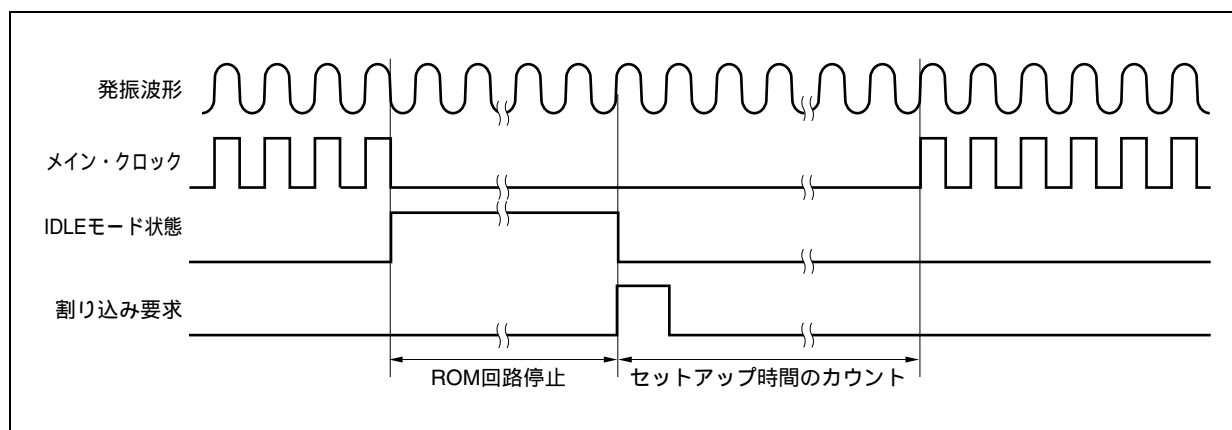 発振波形
メイン・クロック
IDLEモード状態
割り込み要求
ROM回路停止
セットアップ時間のカウント